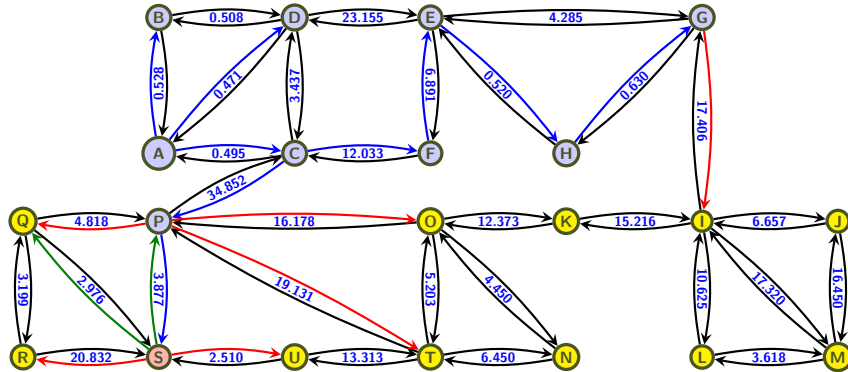 B 0.508 D 23.155 E 4.285 G
0.528 0.471 3.437 6.891 0.520 0.630 17.406
A 0.495 C 12.033 F H
34.852
Q 4.818 P 16.178 O 12.373 K 15.216 I 6.657 J
3.199 2.976 3.877 19.131 5.203 4.450 10.625 17.320 16.450
R 20.832 S 2.510 U 13.313 T 6.450 N L 3.618 M